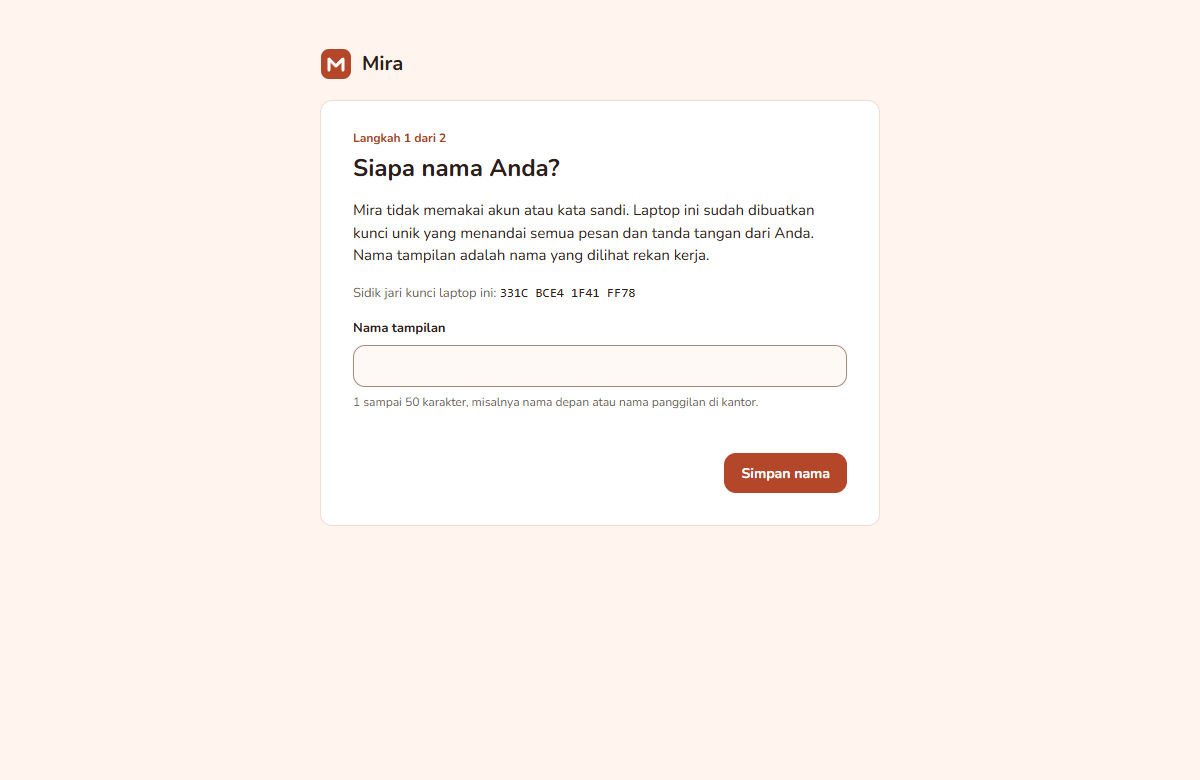 Mira
Langkah 1 dari 2
Siapa nama Anda?
Mira tidak memakai akun atau kata sandi. Laptop ini sudah dibuatkan
kunci unik yang menandai semua pesan dan tanda tangan dari Anda.
Nama tampilan adalah nama yang dilihat rekan kerja.
Sidik jari kunci laptop ini: 331C BCE4 1F41 FF78
Nama tampilan
1 sampai 50 karakter, misalnya nama depan atau nama panggilan di kantor.
Simpan nama